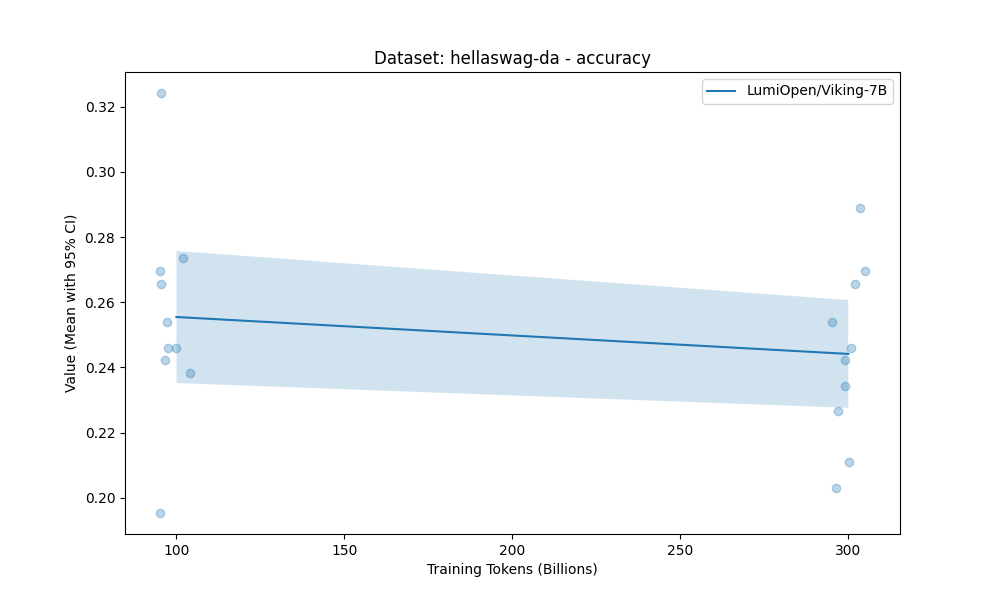 Dataset: hellaswag-da - accuracy
LumiOpen/Viking-7B
Value (Mean with 95% CI)
0.32
0.30
0.28
0.26
0.24
0.22
0.20
100 150 200 250 300
Training Tokens (Billions)